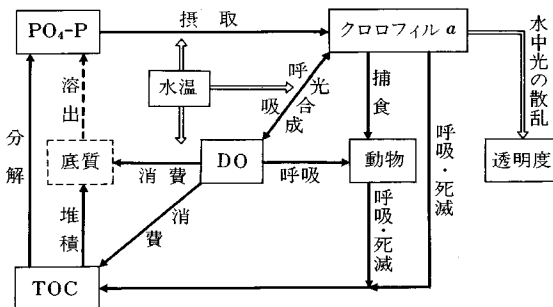 PO₄-P
摂取
クロロフィル a
水中光の散乱
溶出
水温
呼吸
光合成
捕食
呼吸・死滅
分解
底質
消費
DO
呼吸
動物
透明度
堆積
消費
呼吸・死滅
TOC